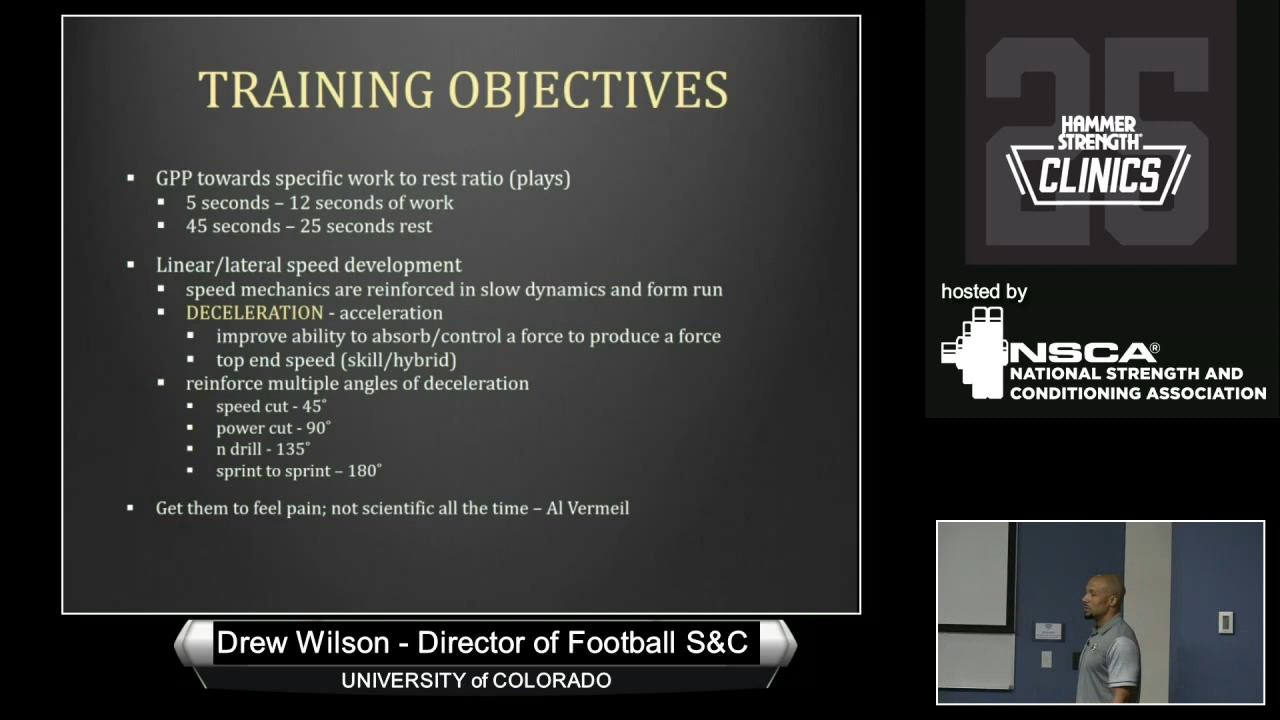 TRAINING OBJECTIVES
▪ GPP towards specific work to rest ratio (plays)
▪ 5 seconds – 12 seconds of work
▪ 45 seconds – 25 seconds rest
▪ Linear/lateral speed development
▪ speed mechanics are reinforced in slow dynamics and form run
▪ DECELERATION - acceleration
▪ improve ability to absorb/control a force to produce a force
▪ top end speed (skill/hybrid)
▪ reinforce multiple angles of deceleration
▪ speed cut - 45˚
▪ power cut - 90˚
▪ n drill - 135˚
▪ sprint to sprint – 180˚
▪ Get them to feel pain; not scientific all the time – Al Vermeil
Drew Wilson - Director of Football S&C
UNIVERSITY of COLORADO
25
HAMMER
STRENGTH®
CLINICS
hosted by
NSCA®
NATIONAL STRENGTH AND
CONDITIONING ASSOCIATION